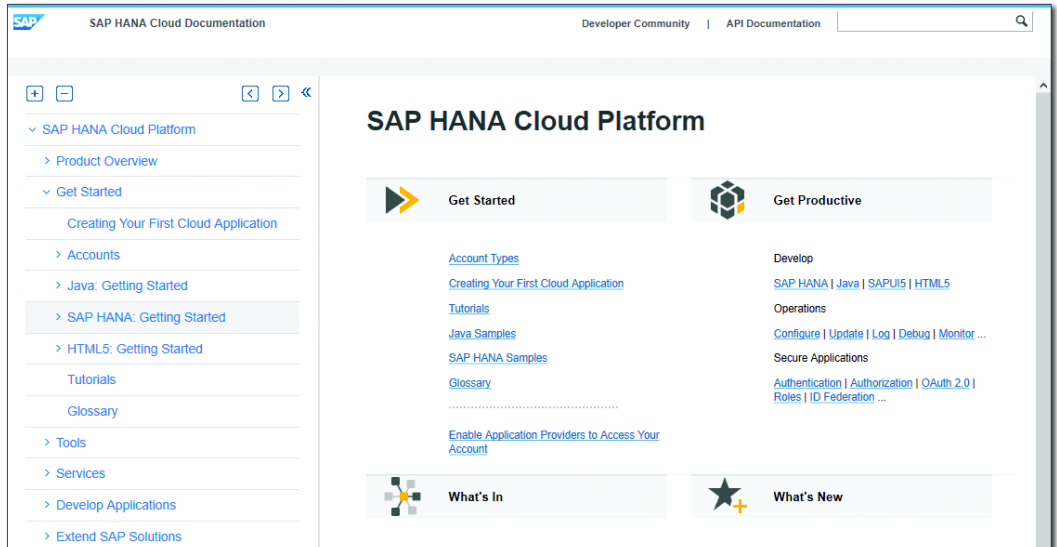 SAP
SAP HANA Cloud Documentation
Developer Community | API Documentation
SAP HANA Cloud Platform
Product Overview
Get Started
Creating Your First Cloud Application
Accounts
Java: Getting Started
SAP HANA: Getting Started
HTML5: Getting Started
Tutorials
Glossary
Tools
Services
Develop Applications
Extend SAP Solutions
SAP HANA Cloud Platform
Get Started
Account Types
Creating Your First Cloud Application
Tutorials
Java Samples
SAP HANA Samples
Glossary
Enable Application Providers to Access Your
Account
Get Productive
Develop
SAP HANA | Java | SAPUI5 | HTML5
Operations
Configure | Update | Log | Debug | Monitor ...
Secure Applications
Authentication | Authorization | OAuth 2.0 |
Roles | ID Federation ...
What's In
What's New